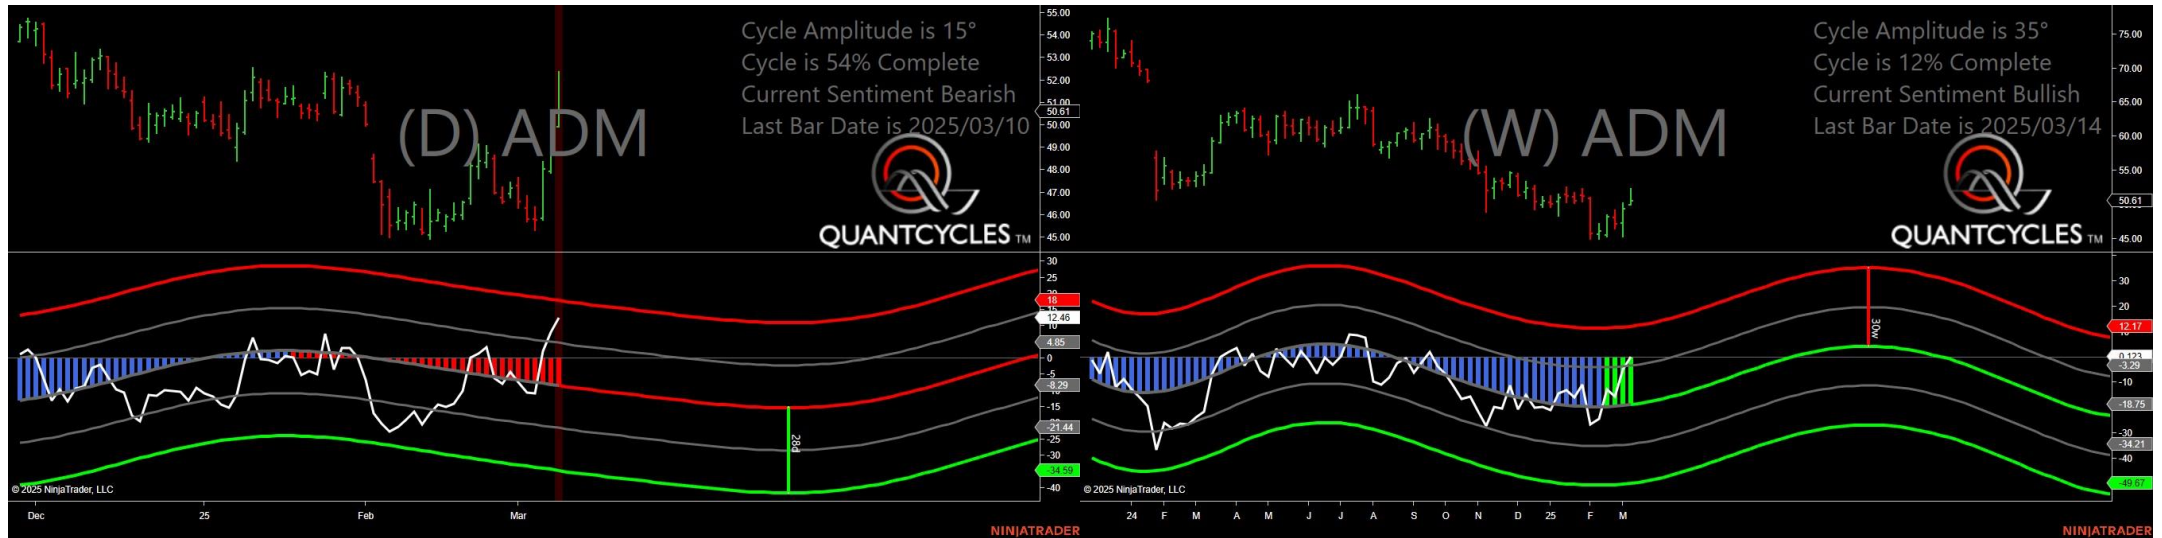 Cycle Amplitude is 15°
Cycle is 54% Complete
Current Sentiment Bearish
Last Bar Date is 2025/03/10
(D) ADM
QUANTCYCLES TM
55.00
54.00
53.00
52.00
51.00
50.61
50.00
49.00
48.00
47.00
46.00
45.00
30
25
18
12.46
10
4.85
0
-5
-8.29
-15
-21.44
-25
30
-34.59
-40
28d
© 2025 NinjaTrader, LLC
Dec
25
Feb
Mar
NINJATRADER
Cycle Amplitude is 35°
Cycle is 12% Complete
Current Sentiment Bullish
Last Bar Date is 2025/03/14
(W) ADM
QUANTCYCLES TM
75.00
70.00
65.00
60.00
55.00
50.61
45.00
30
20
12.17
0.123
-3.29
-10
-18.75
-30
-34.21
-40
-49.67
30w
© 2025 NinjaTrader, LLC
24
F
M
A
M
J
J
A
S
O
N
D
25
F
M
NINJATRADER